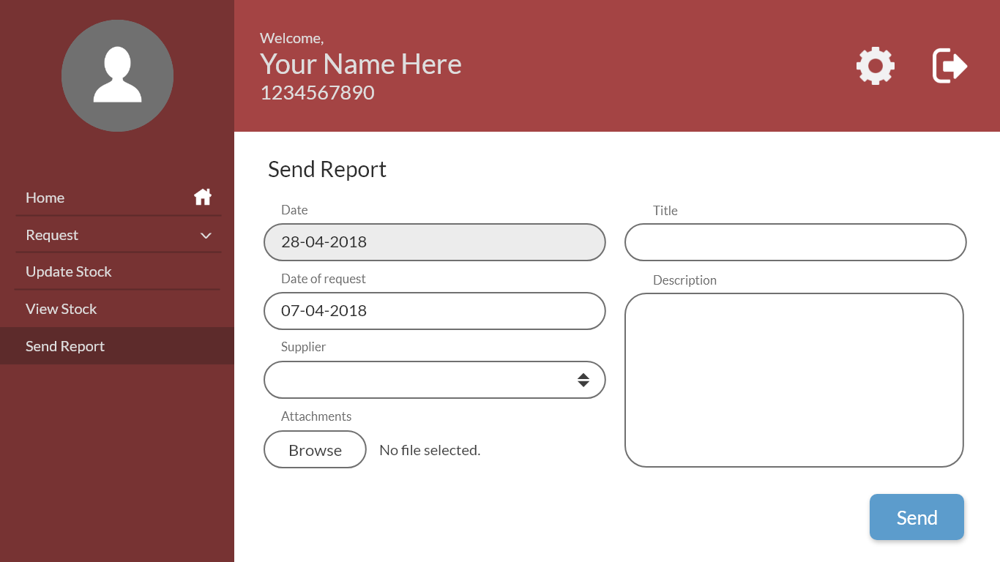 Welcome,
Your Name Here
1234567890
Home
Request
Update Stock
View Stock
Send Report
Send Report
Date
28-04-2018
Date of request
07-04-2018
Supplier
Attachments
Browse No file selected.
Title
Description
Send